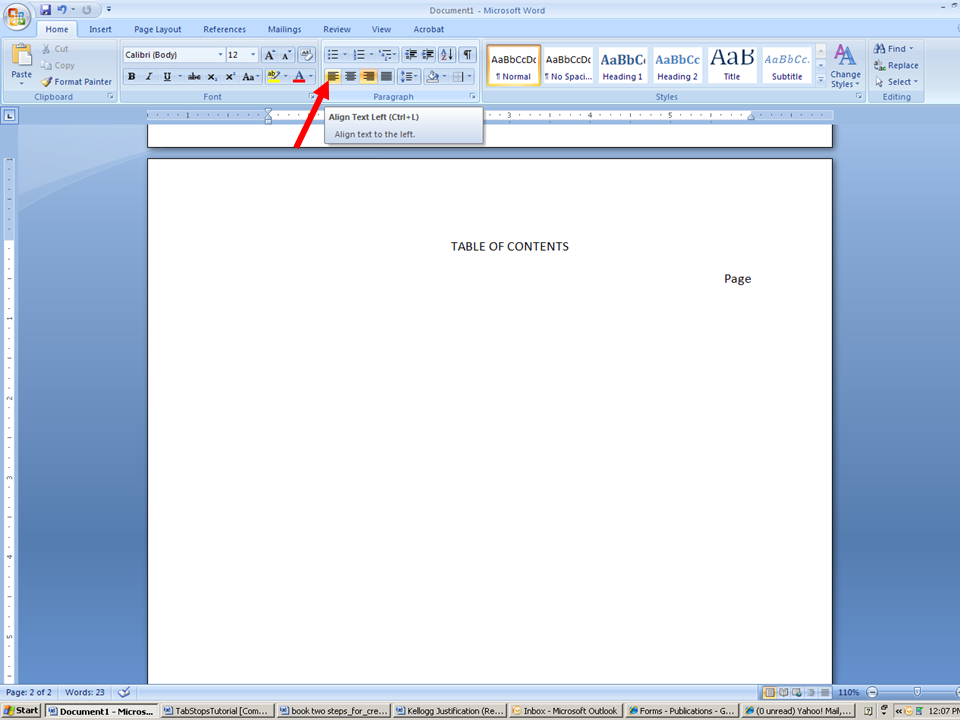 Document1 - Microsoft Word
Home Insert Page Layout References Mailings Review View Acrobat
Paste
Cut
Copy
Format Painter
Clipboard
Calibri (Body) 12
B I U abc X₂ X² Aa
Font
Paragraph
AaBbCcDc AaBbCcDc AaBbC AaBbCc AaB AaBbCc.
¶ Normal ¶ No Spaci... Heading 1 Heading 2 Title Subtitle
Change
Styles
Styles
Find
Replace
Select
Editing
Align Text Left (Ctrl+L)
Align text to the left.
TABLE OF CONTENTS
Page
Page: 2 of 2 Words: 23 110%
Start Document1 - Micros... TabStopsTutorial [Com... book two steps_for_cre... Kellogg Justification (Re... Inbox - Microsoft Outlook Forms - Publications - G... (0 unread) Yahoo! Mail,... 12:07 PM